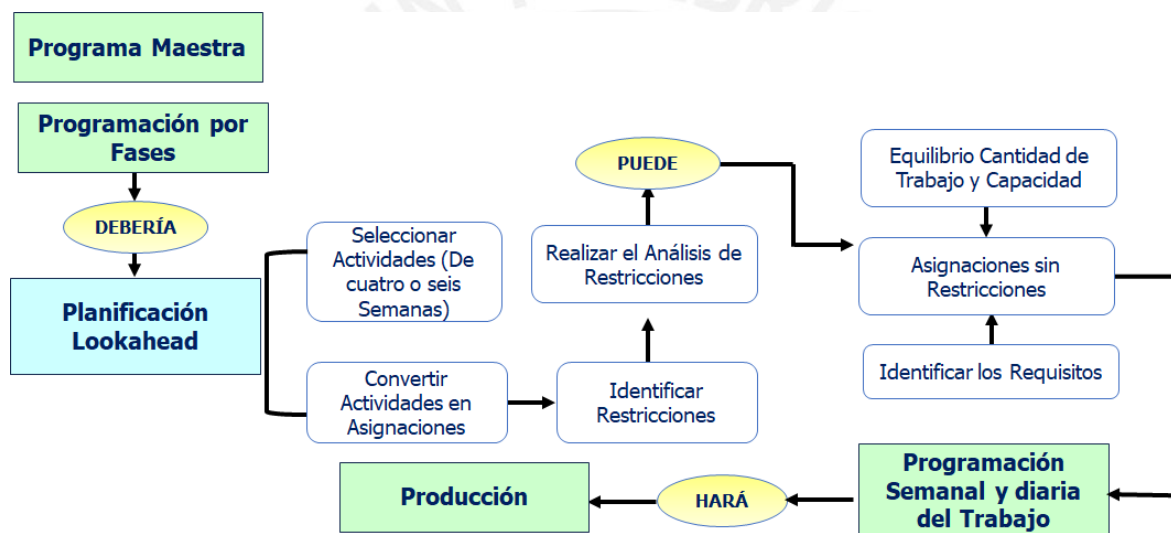 Programa Maestra
Programación por
Fases
DEBERÍA
Planificación
Lookahead
Seleccionar
Actividades (De
cuatro o seis
Semanas)
Convertir
Actividades en
Asignaciones
Identificar
Restricciones
Realizar el Análisis de
Restricciones
PUEDE
Equilibrio Cantidad de
Trabajo y Capacidad
Asignaciones sin
Restricciones
Identificar los Requisitos
Programación
Semanal y diaria
del Trabajo
HARÁ
Producción